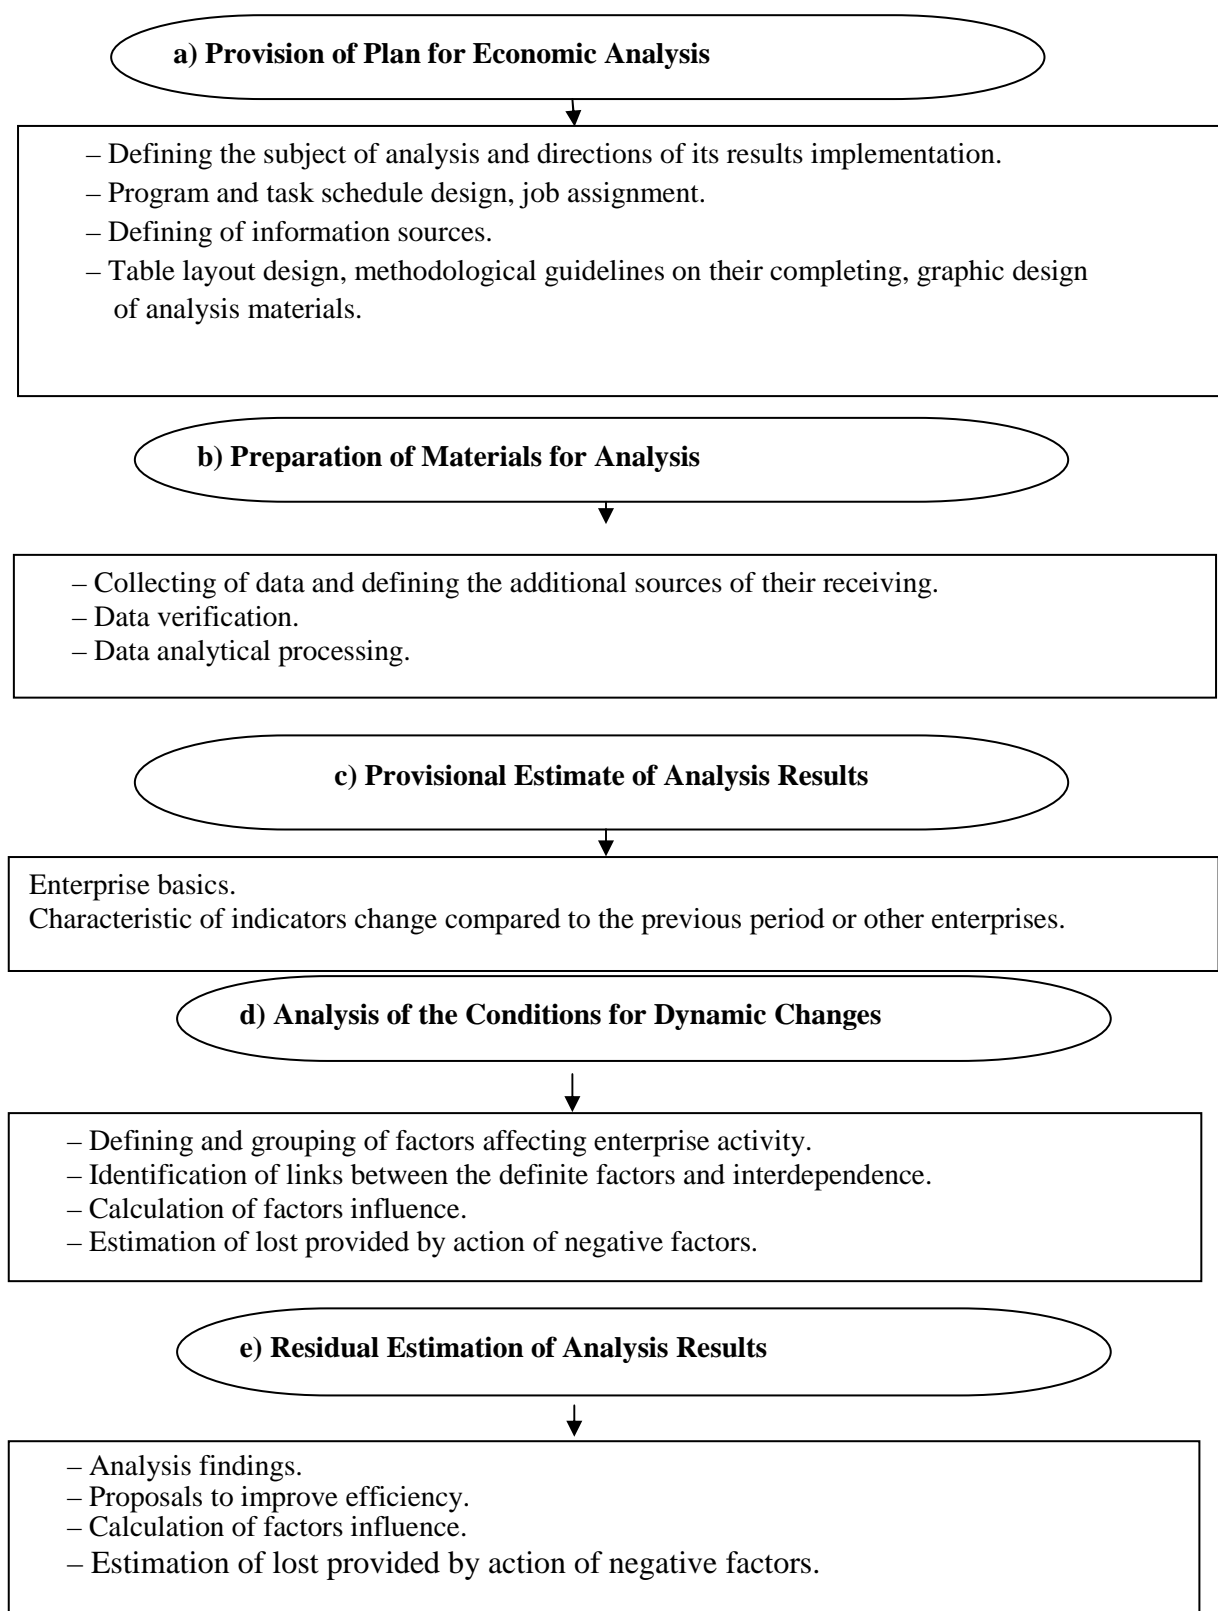 a) Provision of Plan for Economic Analysis
– Defining the subject of analysis and directions of its results implementation.
– Program and task schedule design, job assignment.
– Defining of information sources.
– Table layout design, methodological guidelines on their completing, graphic design
of analysis materials.
b) Preparation of Materials for Analysis
– Collecting of data and defining the additional sources of their receiving.
– Data verification.
– Data analytical processing.
c) Provisional Estimate of Analysis Results
Enterprise basics.
Characteristic of indicators change compared to the previous period or other enterprises.
d) Analysis of the Conditions for Dynamic Changes
– Defining and grouping of factors affecting enterprise activity.
– Identification of links between the definite factors and interdependence.
– Calculation of factors influence.
– Estimation of lost provided by action of negative factors.
e) Residual Estimation of Analysis Results
– Analysis findings.
– Proposals to improve efficiency.
– Calculation of factors influence.
– Estimation of lost provided by action of negative factors.